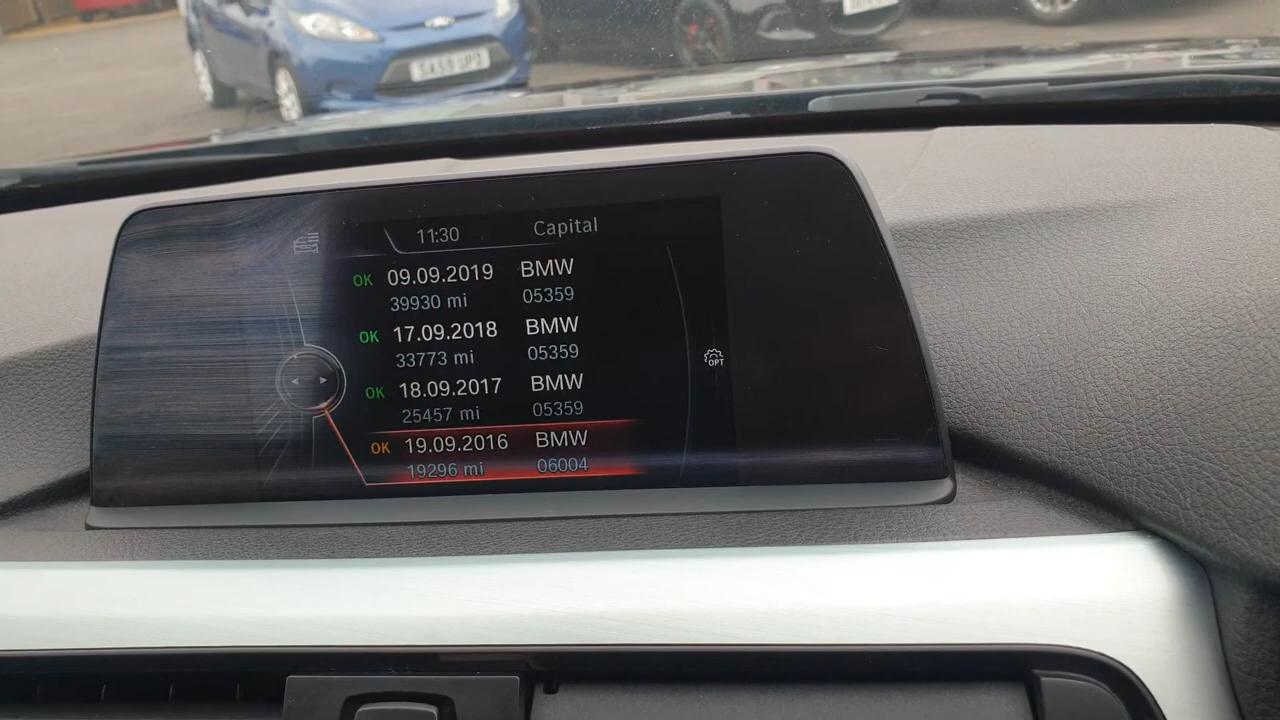 Ford
SA59 UPD
11:30 Capital
OK 09.09.2019 BMW
39930 mi 05359
OK 17.09.2018 BMW
33773 mi 05359
OK 18.09.2017 BMW
25457 mi 05359
OK 19.09.2016 BMW
19296 mi 06004
OPT